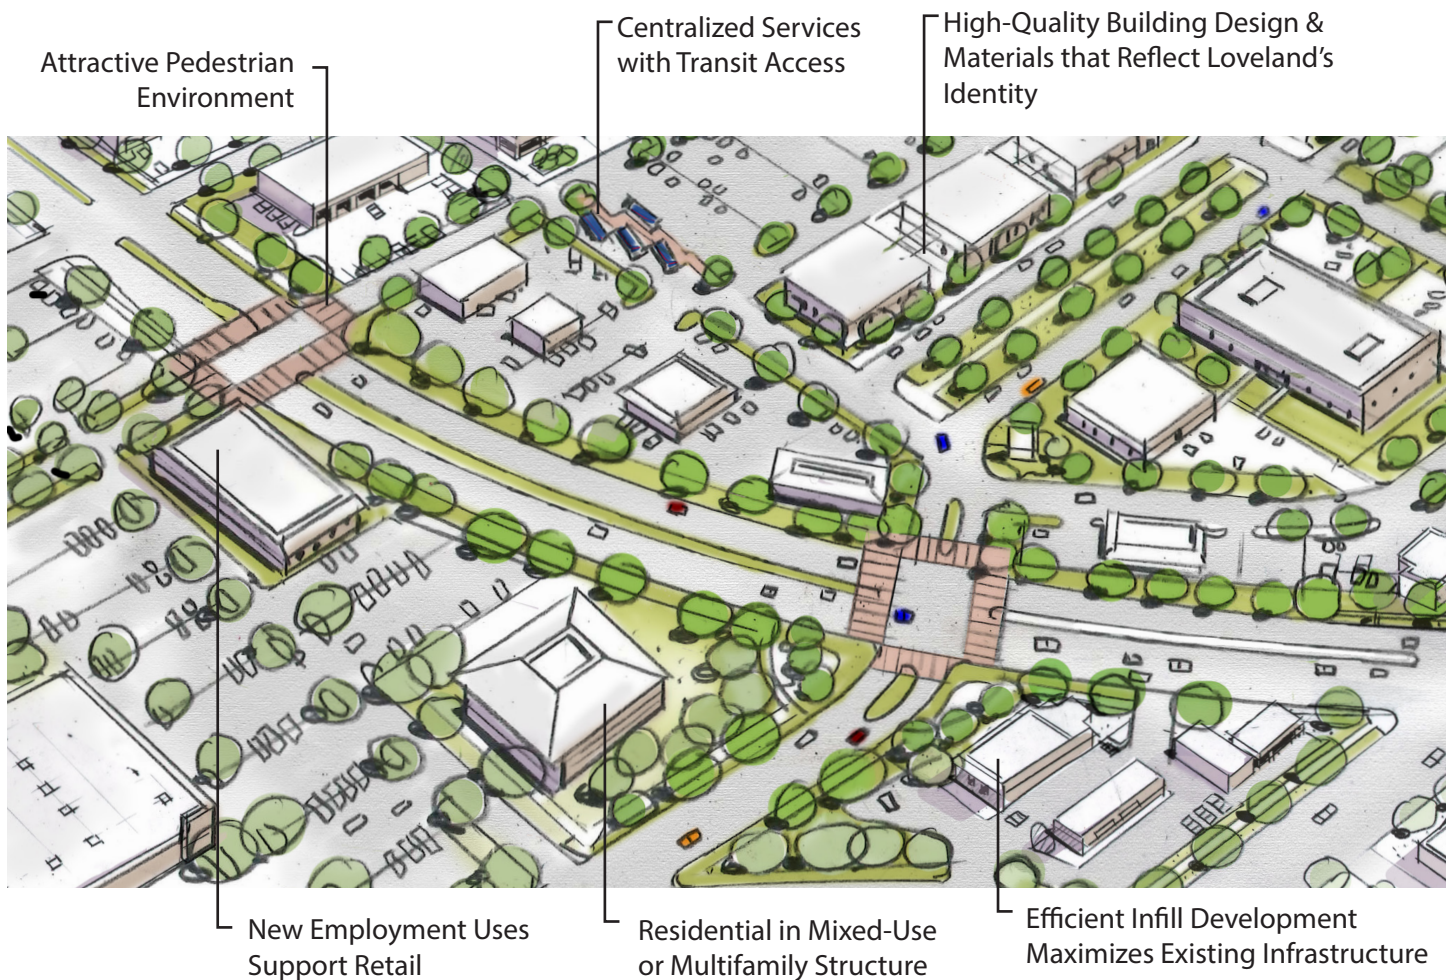 Attractive Pedestrian
Environment
Centralized Services
with Transit Access
High-Quality Building Design &
Materials that Reflect Loveland's
Identity
New Employment Uses
Support Retail
Residential in Mixed-Use
or Multifamily Structure
Efficient Infill Development
Maximizes Existing Infrastructure